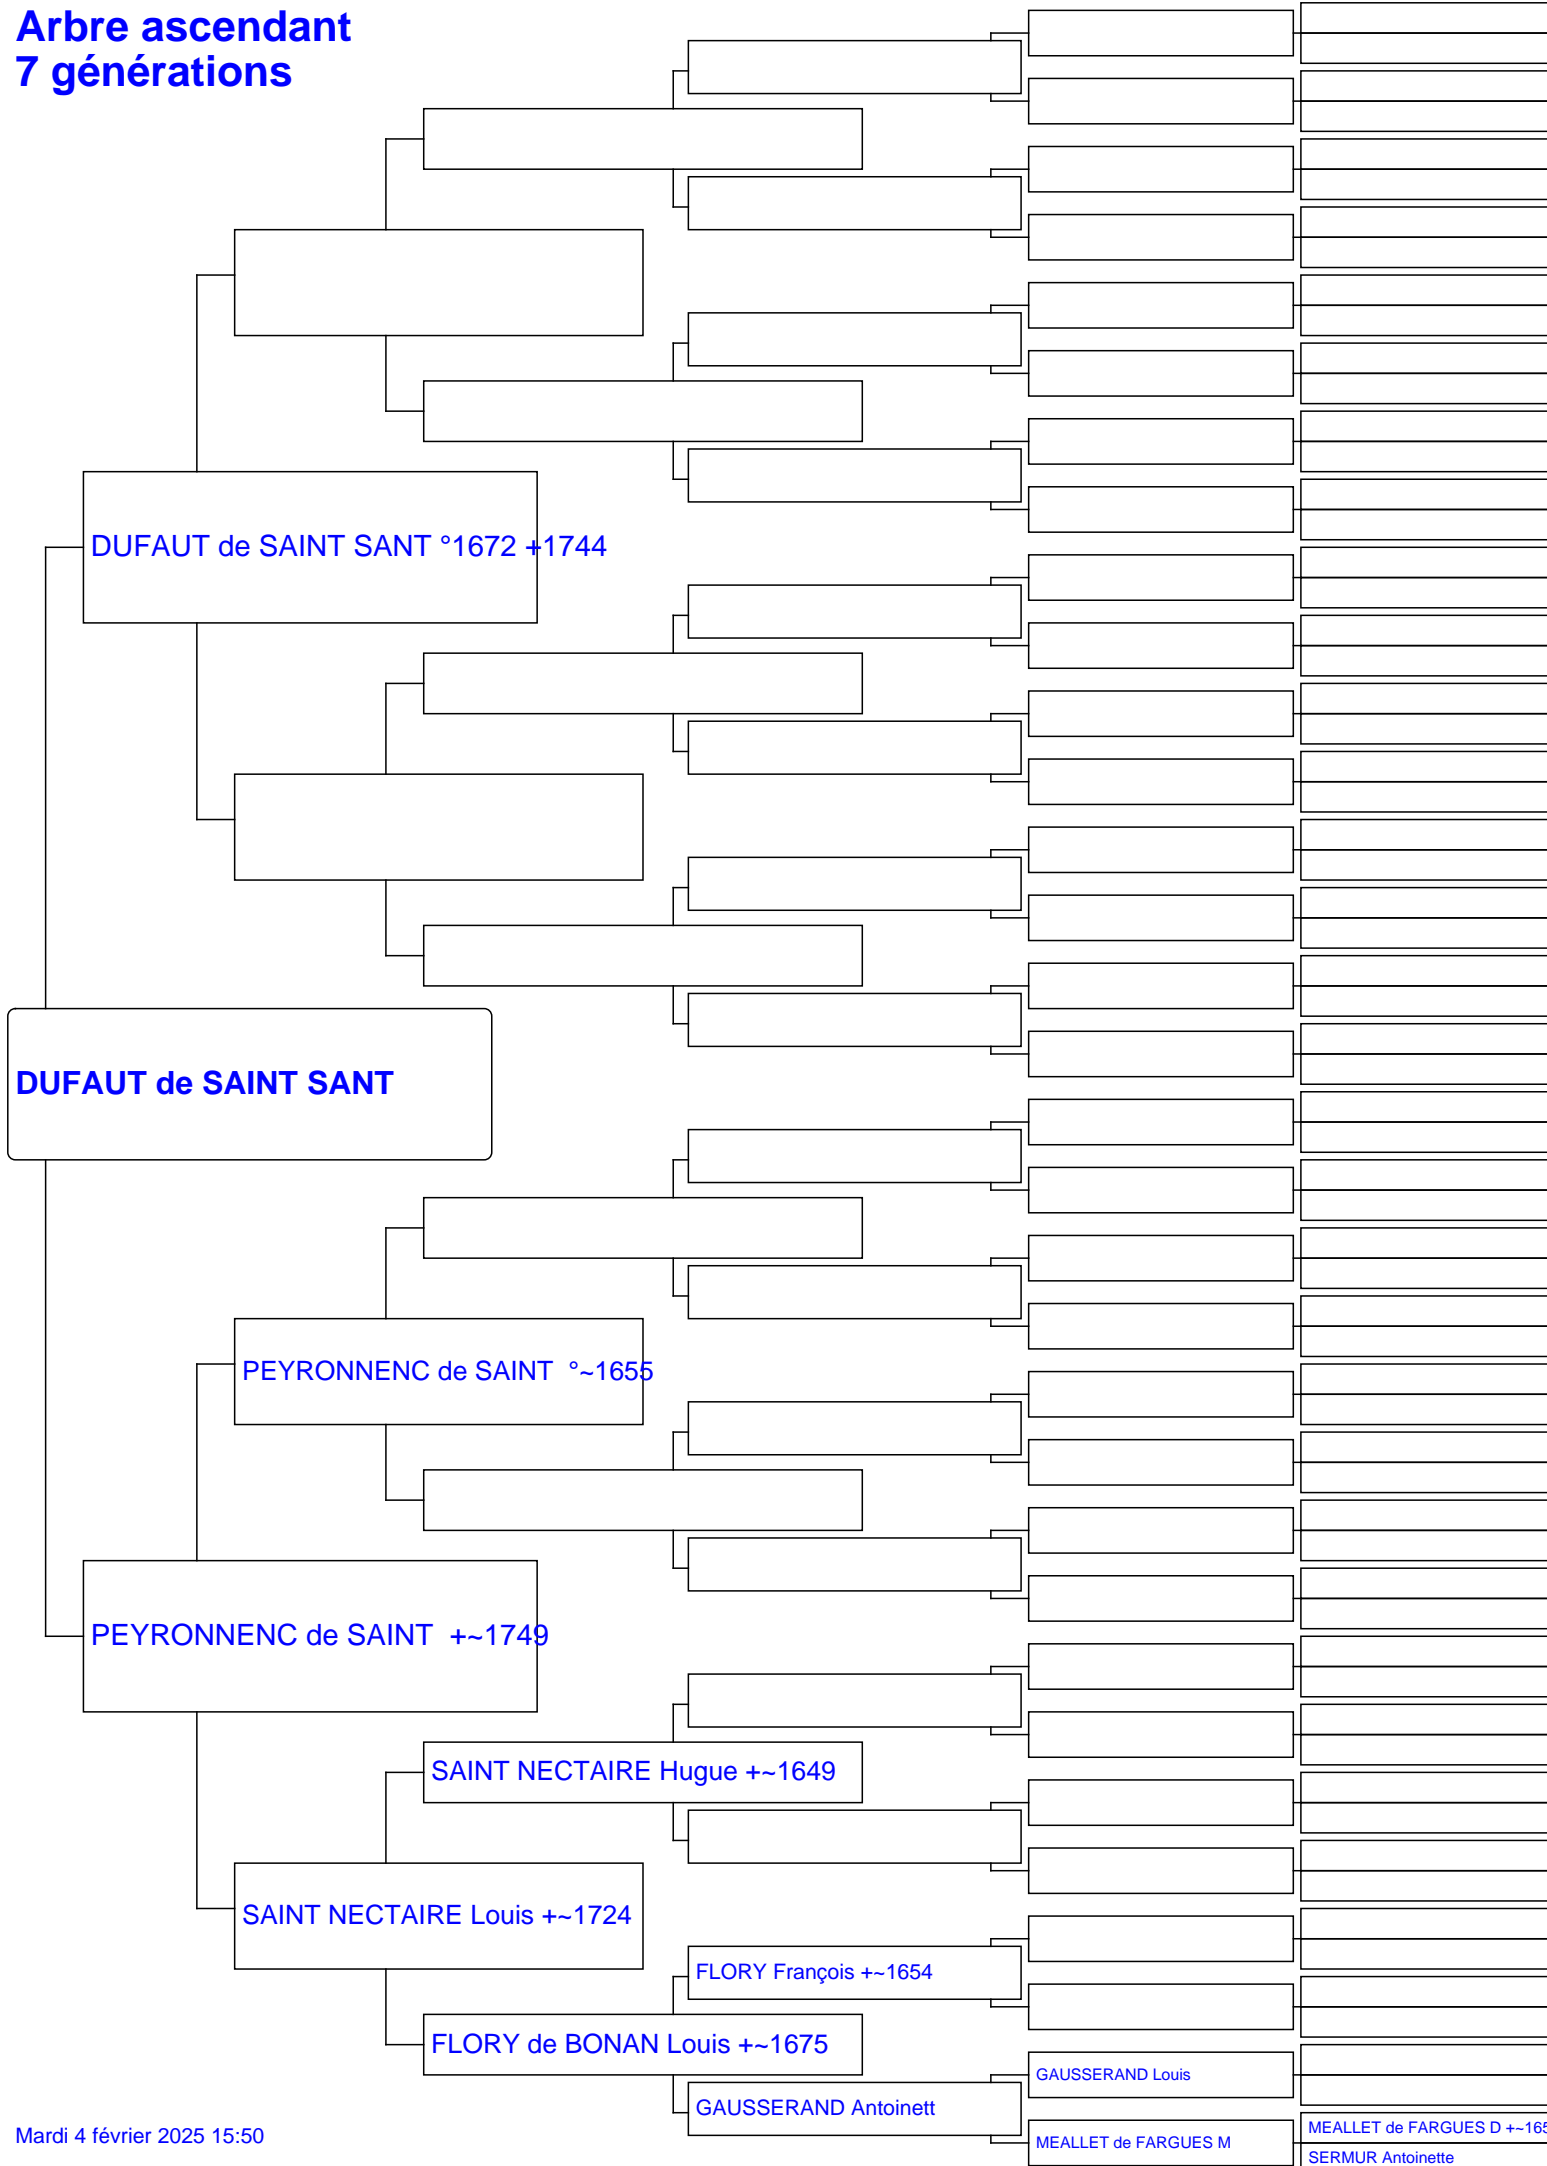 Arbre ascendant
7 générations
DUFAUT de SAINT SANT °1672 +1744
DUFAUT de SAINT SANT
PEYRONNENC de SAINT  °~1655
PEYRONNENC de SAINT  +~1749
SAINT NECTAIRE Hugue +~1649
SAINT NECTAIRE Louis +~1724
FLORY François +~1654
FLORY de BONAN Louis +~1675
GAUSSERAND Louis
GAUSSERAND Antoinett
MEALLET de FARGUES M
MEALLET de FARGUES D
SERMUR Antoinette
Mardi 4 février 2025 15:50